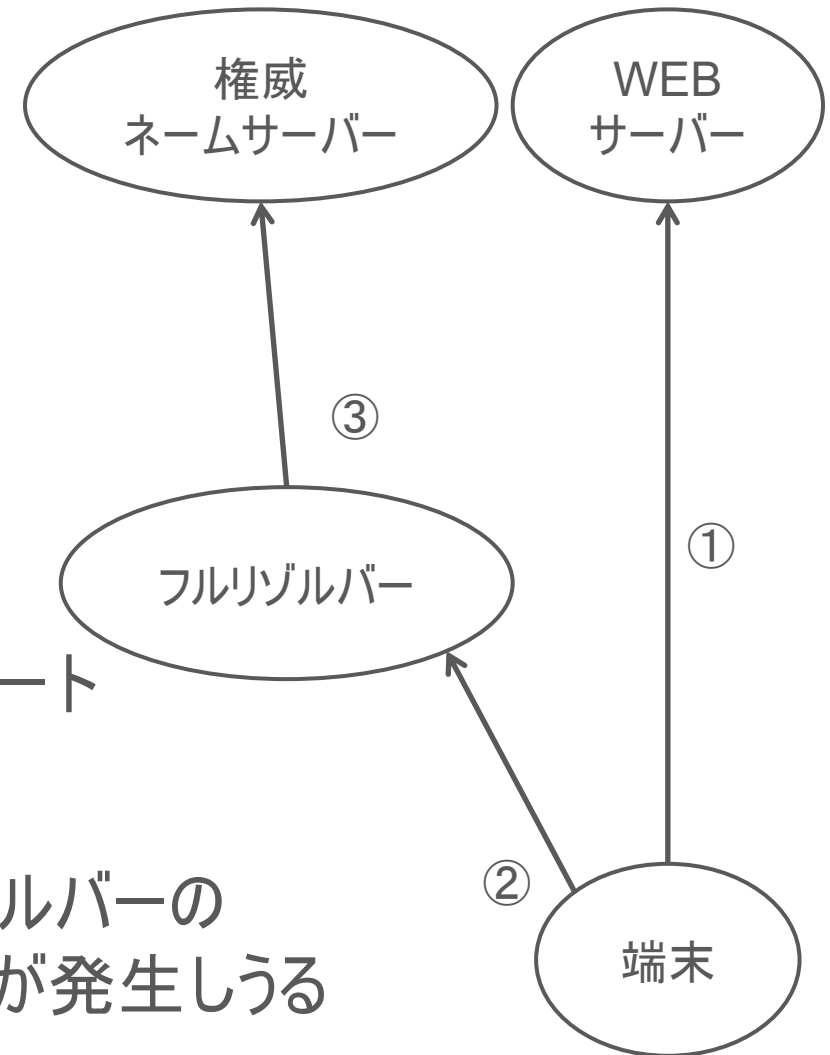 権威
ネームサーバー
WEB
サーバー
③
①
フルリゾルバー
ート
②
ルバーの
が発生しうる
端末